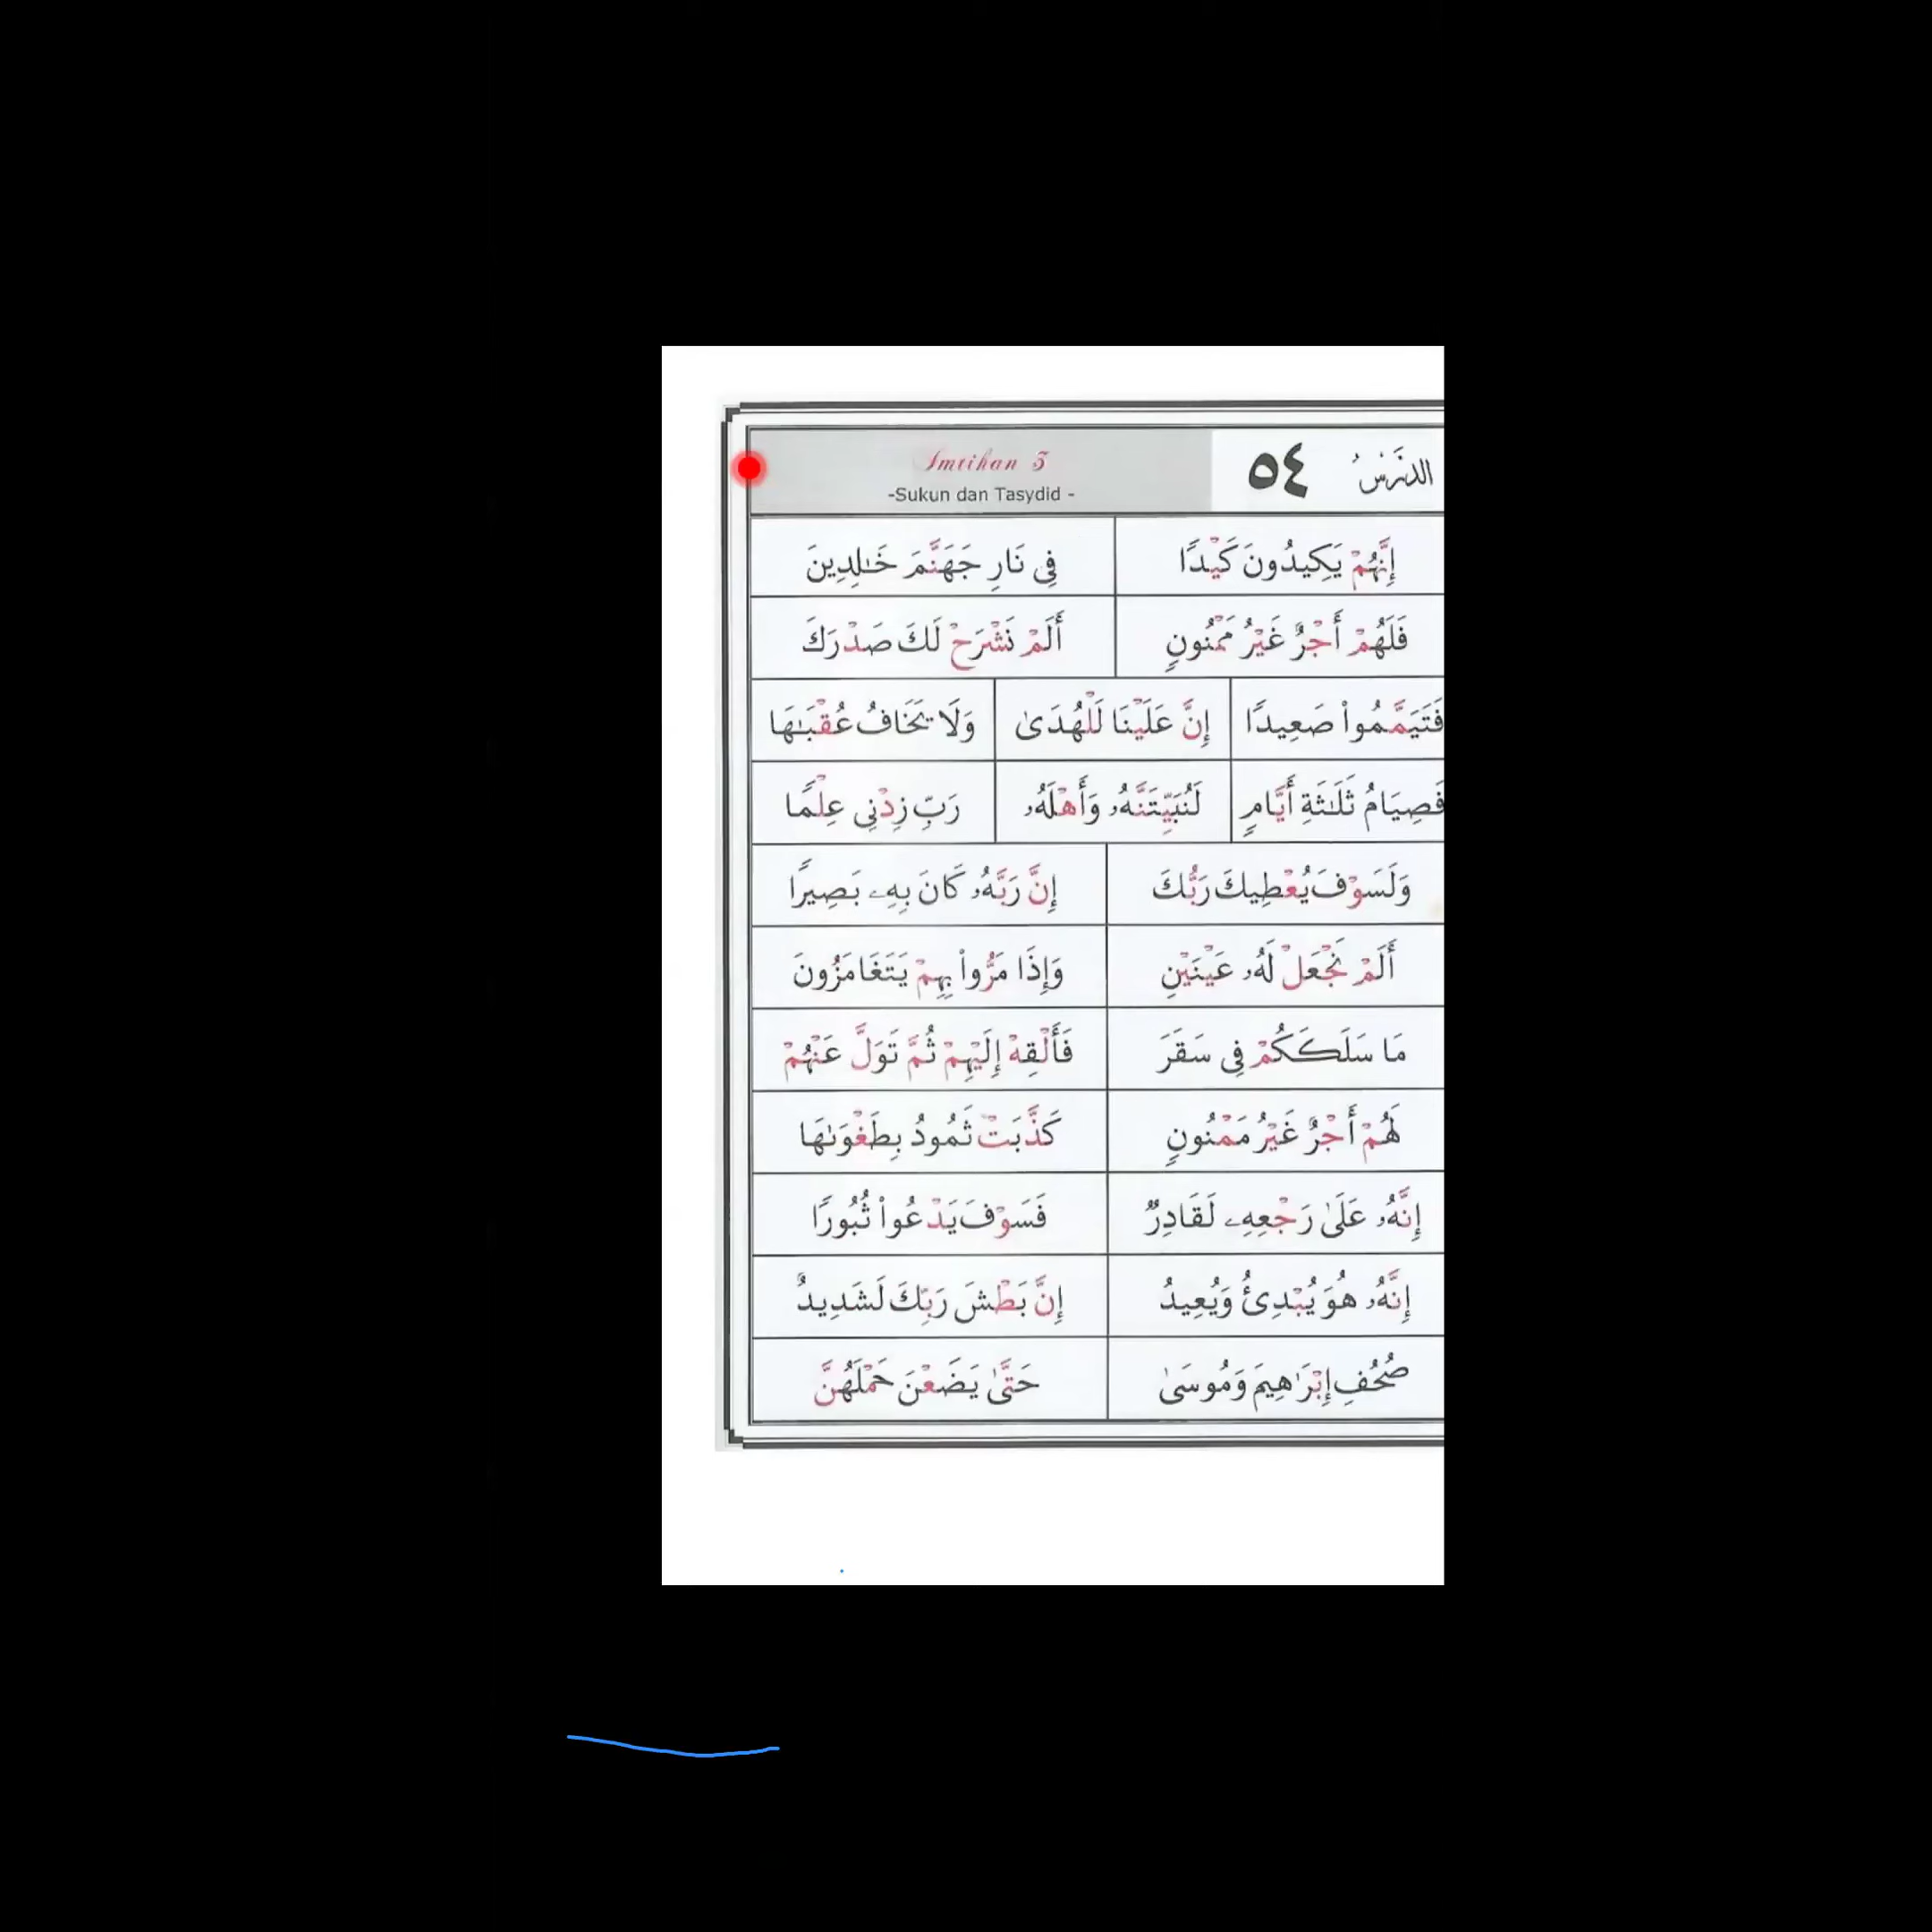 الدَّرْسُ ٥٤
Imtihan 3
-Sukun dan Tasydid -
إِنَّهُمْ يَكِيدُونَ كَيْدًا
فِى نَارِ جَهَنَّمَ خَـٰلِدِينَ
فَلَهُمْ أَجْرٌ غَيْرُ مَمْنُونٍ
أَلَمْ نَشْرَحْ لَكَ صَدْرَكَ
فَتَيَمَّمُوا۟ صَعِيدًا
إِنَّ عَلَيْنَا لَلْهُدَىٰ
وَلَا يَخَافُ عُقْبَـٰهَا
فَصِيَامُ ثَلَـٰثَةِ أَيَّامٍ
لَنُبَيِّتَنَّهُۥ وَأَهْلَهُۥ
رَبِّ زِدْنِى عِلْمًا
وَلَسَوْفَ يُعْطِيكَ رَبُّكَ
إِنَّ رَبَّهُۥ كَانَ بِهِۦ بَصِيرًا
أَلَمْ نَجْعَلْ لَهُۥ عَيْنَيْنِ
وَإِذَا مَرُّوا۟ بِهِمْ يَتَغَامَزُونَ
مَا سَلَكَكُمْ فِى سَقَرَ
فَأَلْقِهْ إِلَيْهِمْ ثُمَّ تَوَلَّ عَنْهُمْ
لَهُمْ أَجْرٌ غَيْرُ مَمْنُونٍ
كَذَّبَتْ ثَمُودُ بِطَغْوَىٰهَا
إِنَّهُۥ عَلَىٰ رَجْعِهِۦ لَقَادِرٌ
فَسَوْفَ يَدْعُوا۟ ثُبُورًا
إِنَّهُۥ هُوَ يُبْدِئُ وَيُعِيدُ
إِنَّ بَطْشَ رَبِّكَ لَشَدِيدٌ
صُحُفِ إِبْرَٰهِيمَ وَمُوسَىٰ
حَتَّىٰ يَضَعْنَ حَمْلَهُنَّ